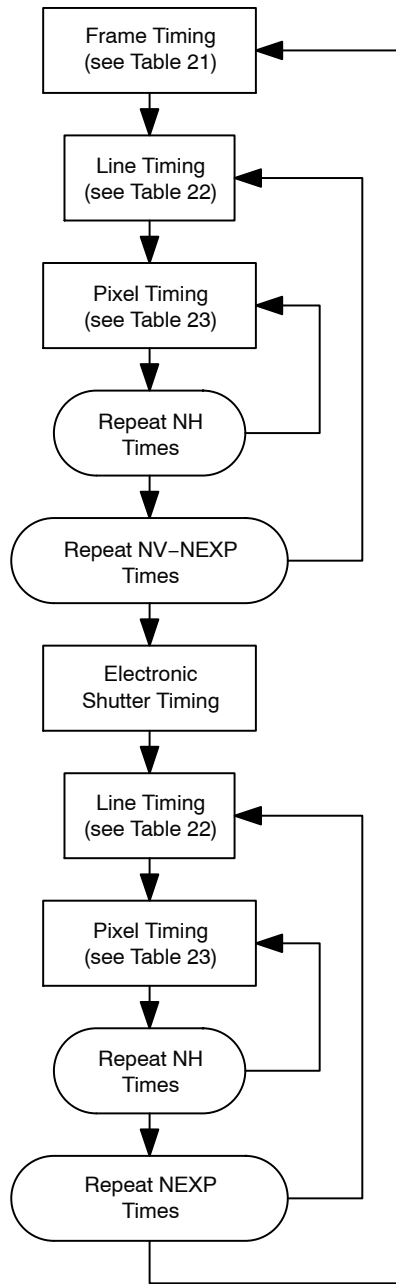 Frame Timing
(see Table 21)
Line Timing
(see Table 22)
Pixel Timing
(see Table 23)
Repeat NH
Times
Repeat NV−NEXP
Times
Electronic
Shutter Timing
Line Timing
(see Table 22)
Pixel Timing
(see Table 23)
Repeat NH
Times
Repeat NEXP
Times